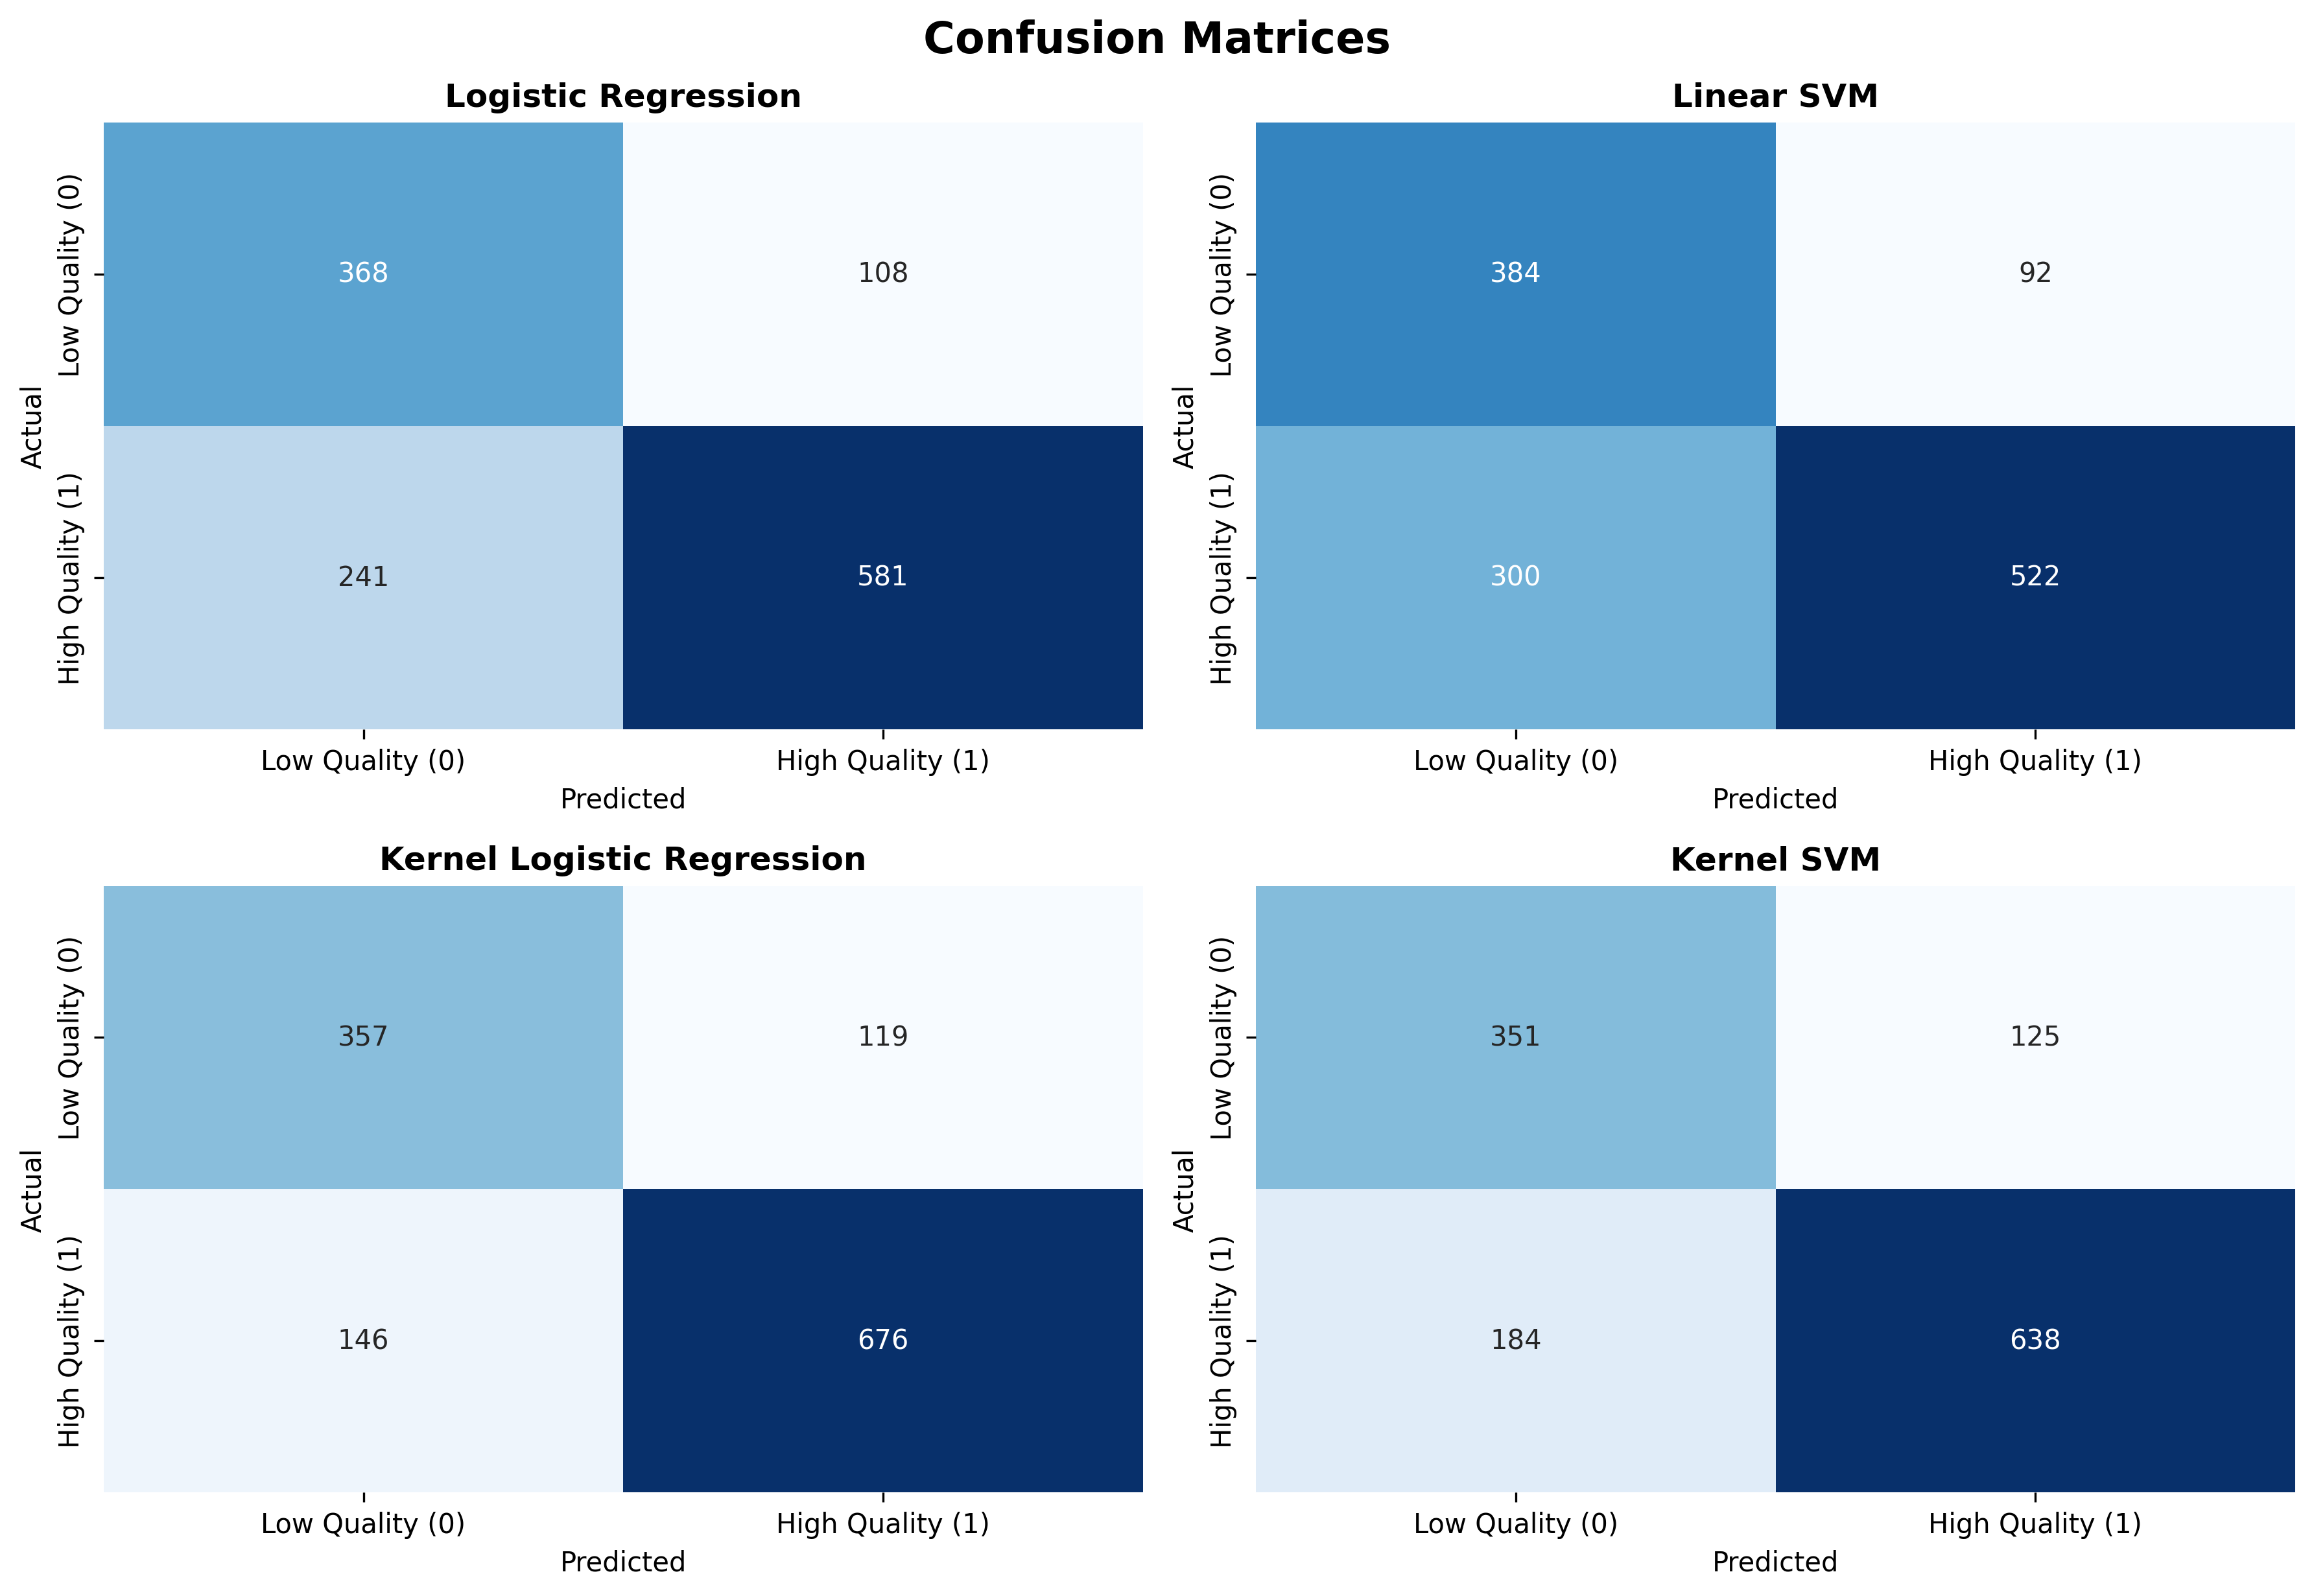 Confusion Matrices
Logistic Regression
Actual
Low Quality (0)
368
108
High Quality (1)
241
581
Low Quality (0)
High Quality (1)
Predicted
Linear SVM
Actual
Low Quality (0)
384
92
High Quality (1)
300
522
Low Quality (0)
High Quality (1)
Predicted
Kernel Logistic Regression
Actual
Low Quality (0)
357
119
High Quality (1)
146
676
Low Quality (0)
High Quality (1)
Predicted
Kernel SVM
Actual
Low Quality (0)
351
125
High Quality (1)
184
638
Low Quality (0)
High Quality (1)
Predicted